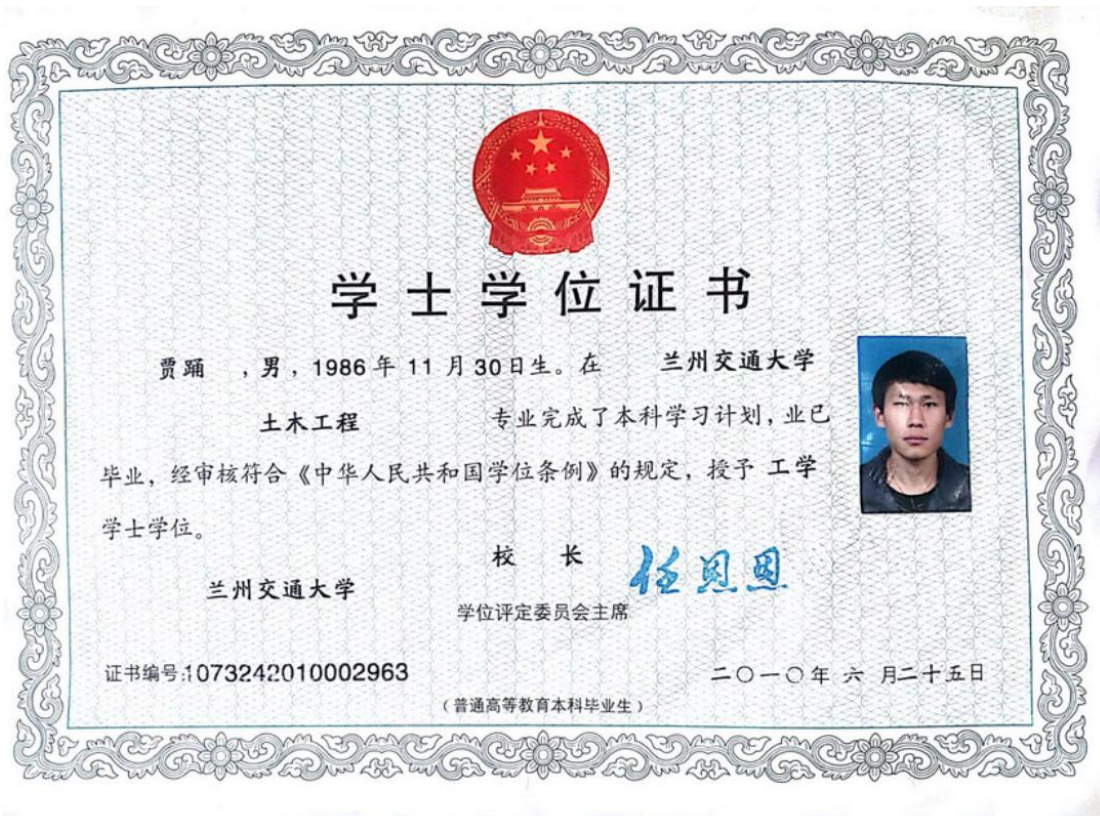 学士学位证书
贾踊 ，男，1986年11月30日生。在 兰州交通大学
土木工程 专业完成了本科学习计划，业已
毕业，经审核符合《中华人民共和国学位条例》的规定，授予 工学
学士学位。
校 长 任恩恩
兰州交通大学
学位评定委员会主席
证书编号:1073242010002963
二〇一〇年 六 月二十五日
（普通高等教育本科毕业生）